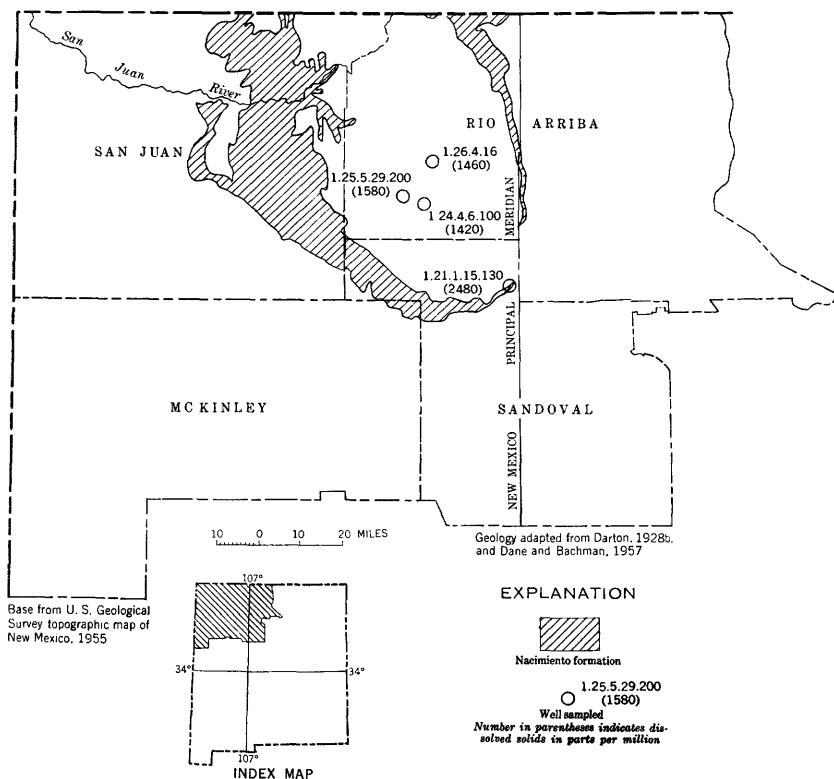 San
Juan
River
SAN JUAN
RIO ARRIBA
1.26.4.16
(1460)
1.25.5.29.200
(1580)
1 24.4.6.100
(1420)
MERIDIAN
1.21.1.15.130
(2480)
PRINCIPAL
MC KINLEY
SANDOVAL
NEW MEXICO
10 0 10 20 MILES
Geology adapted from Darton, 1928b,
and Dane and Bachman, 1957
Base from U. S. Geological
Survey topographic map of
New Mexico, 1955
107°
34°
34°
107°
INDEX MAP
EXPLANATION
Nacimiento formation
1.25.5.29.200
(1580)
Well sampled
Number in parentheses indicates dis-
solved solids in parts per million